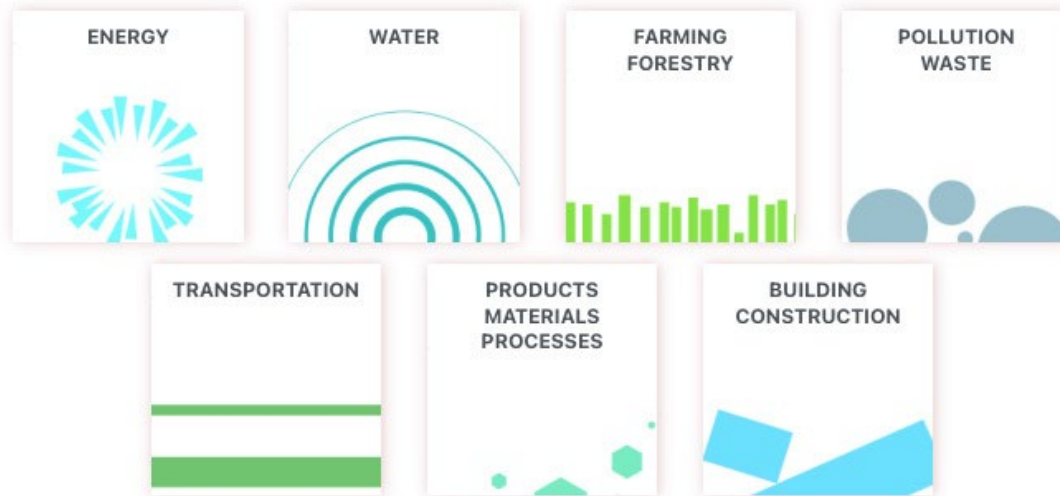 ENERGY
WATER
FARMING
FORESTRY
POLLUTION
WASTE
TRANSPORTATION
PRODUCTS
MATERIALS
PROCESSES
BUILDING
CONSTRUCTION